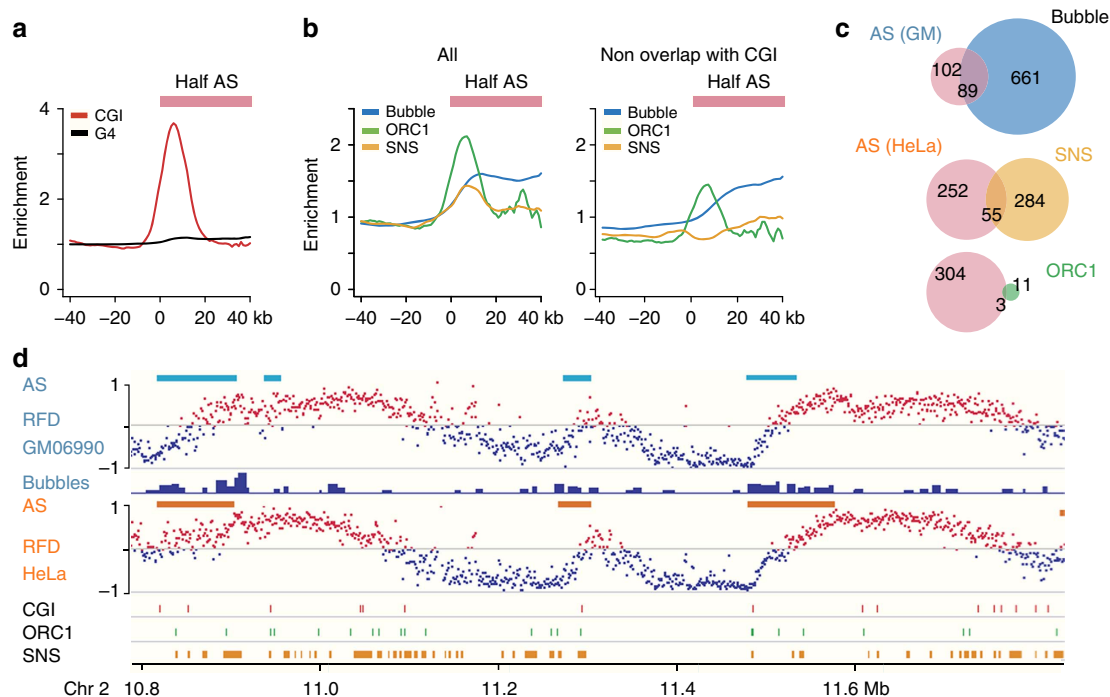 a
Half AS
CGI
G4
Enrichment
4
2
1
0
−40 −20 0 20 40 kb
b
All
Non overlap with CGI
Half AS
Half AS
Bubble
ORC1
SNS
Bubble
ORC1
SNS
Enrichment
2
1
0
2
1
0
−40 −20 0 20 40 kb
−40 −20 0 20 40 kb
c
Bubble
AS (GM)
102
89
661
AS (HeLa)
SNS
252
55
284
304
ORC1
11
3
d
AS
1
RFD
GM06990
−1
Bubbles
AS
1
RFD
HeLa
−1
CGI
ORC1
SNS
Chr 2 10.8 11.0 11.2 11.4 11.6 Mb